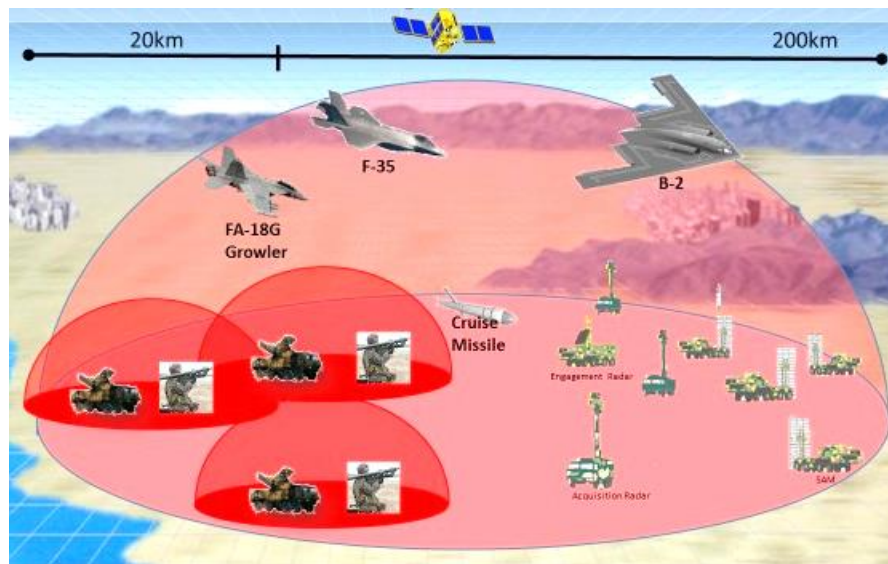 20km
200km
F-35
B-2
FA-18G
Growler
Cruise
Missile
Engagement Radar
Acquisition Radar
SAM